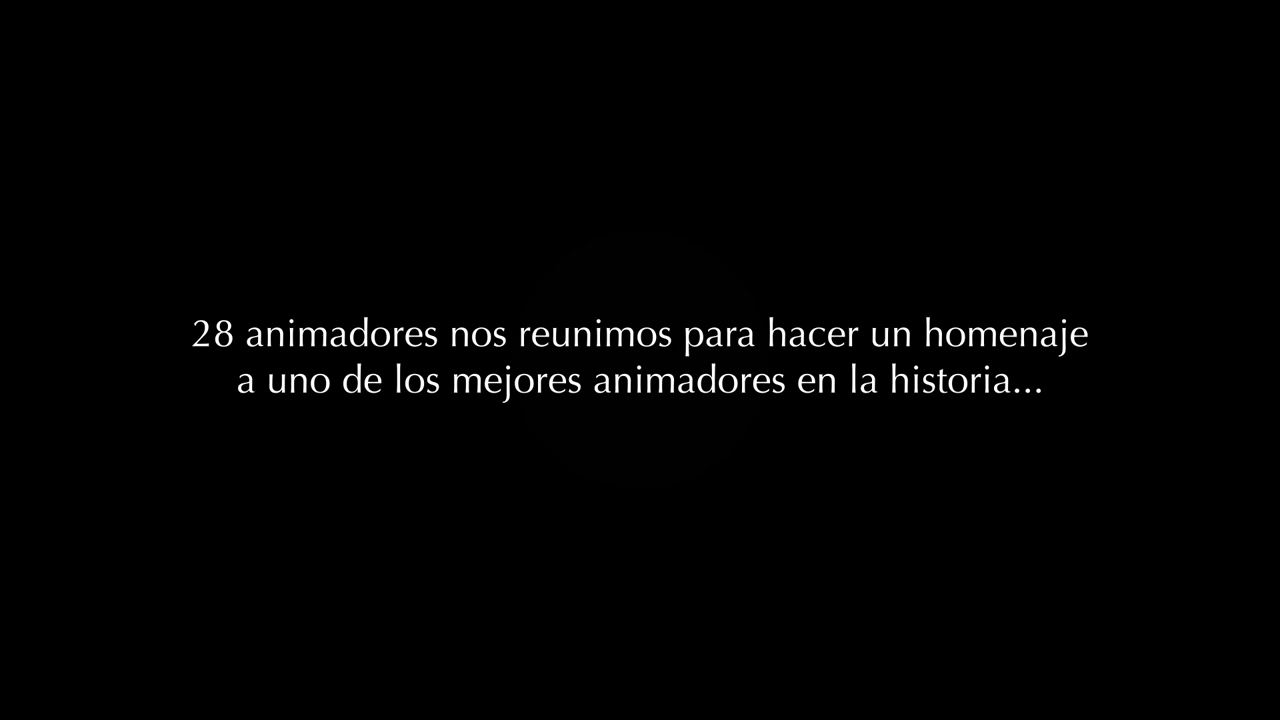 28 animadores nos reunimos para hacer un homenaje
a uno de los mejores animadores en la historia...